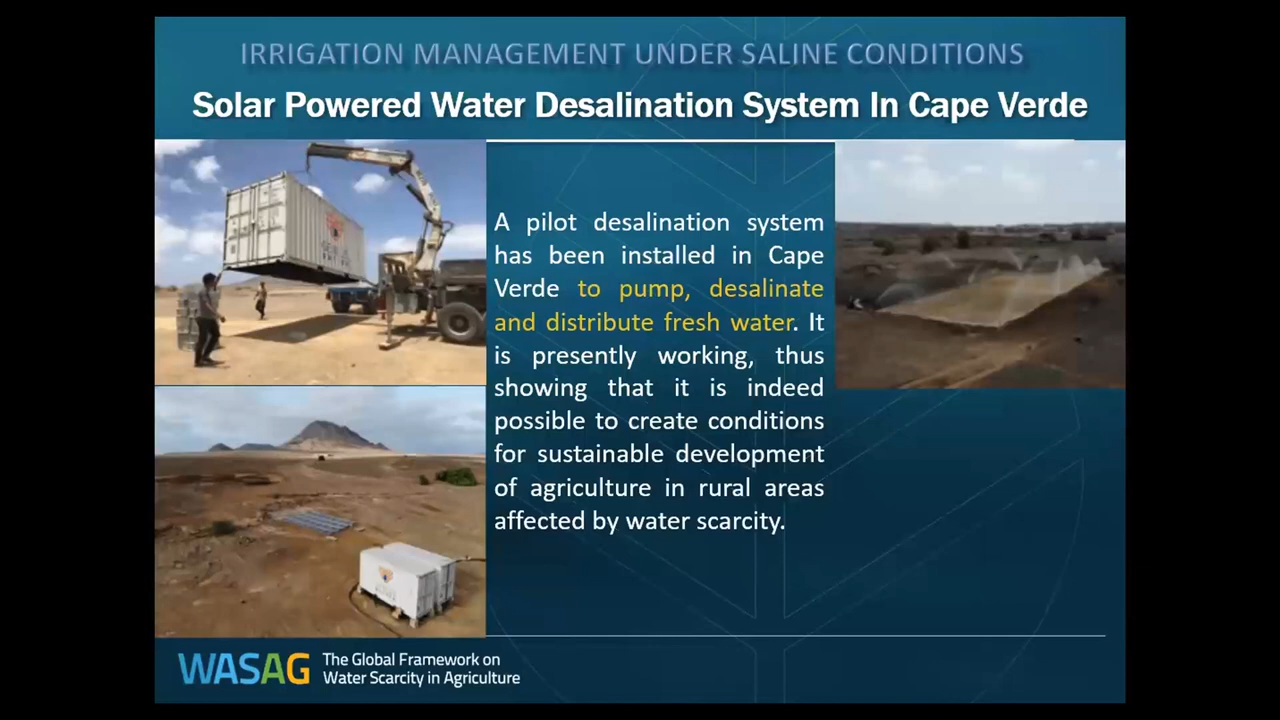 IRRIGATION MANAGEMENT UNDER SALINE CONDITIONS
Solar Powered Water Desalination System In Cape Verde
A pilot desalination system
has been installed in Cape
Verde to pump, desalinate
and distribute fresh water. It
is presently working, thus
showing that it is indeed
possible to create conditions
for sustainable development
of agriculture in rural areas
affected by water scarcity.
WASAG
The Global Framework on
Water Scarcity in Agriculture